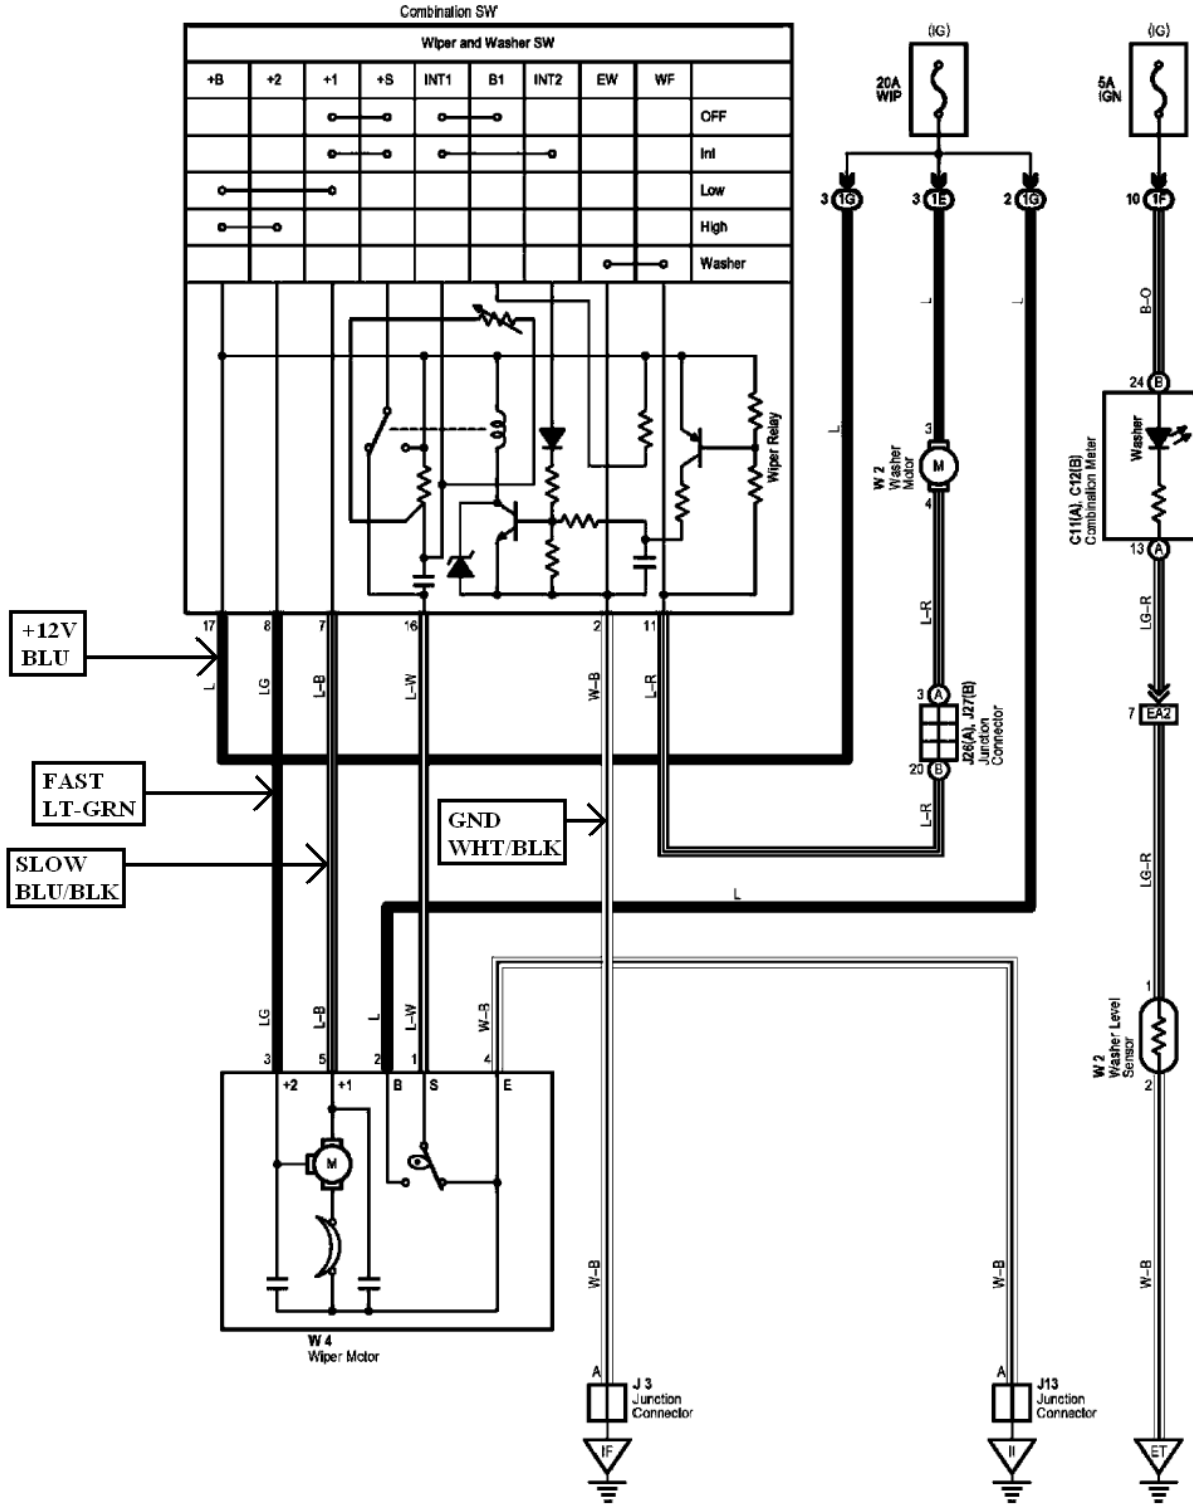 Combination SW
Wiper and Washer SW
+B +2 +1 +S INT1 B1 INT2 EW WF
OFF
Int
Low
High
Washer
Wiper Relay
(IG)
20A
WIP
(IG)
5A
IGN
3 1G
3 1E
2 1G
10 1F
L
L
L
B-O
24 B
Washer
C11(A), C12(B)
Combination Meter
13 A
3
W 2
Washer
Motor
M
4
L-R
LG-R
17 8 7 16 2 11
+12V
BLU
L
LG
L-B
L-W
W-B
L-R
3 A
J26(A), J27(B)
Junction
Connector
20 B
L-R
7 EA2
FAST
LT-GRN
GND
WHT/BLK
SLOW
BLU/BLK
L
LG-R
LG
L-B
L
L-W
W-B
3 5 2 1 4
+2 +1 B S E
M
W 4
Wiper Motor
1
W 2
Washer Level
Sensor
2
W-B
W-B
W-B
A
J 3
Junction
Connector
IF
A
J13
Junction
Connector
II
ET